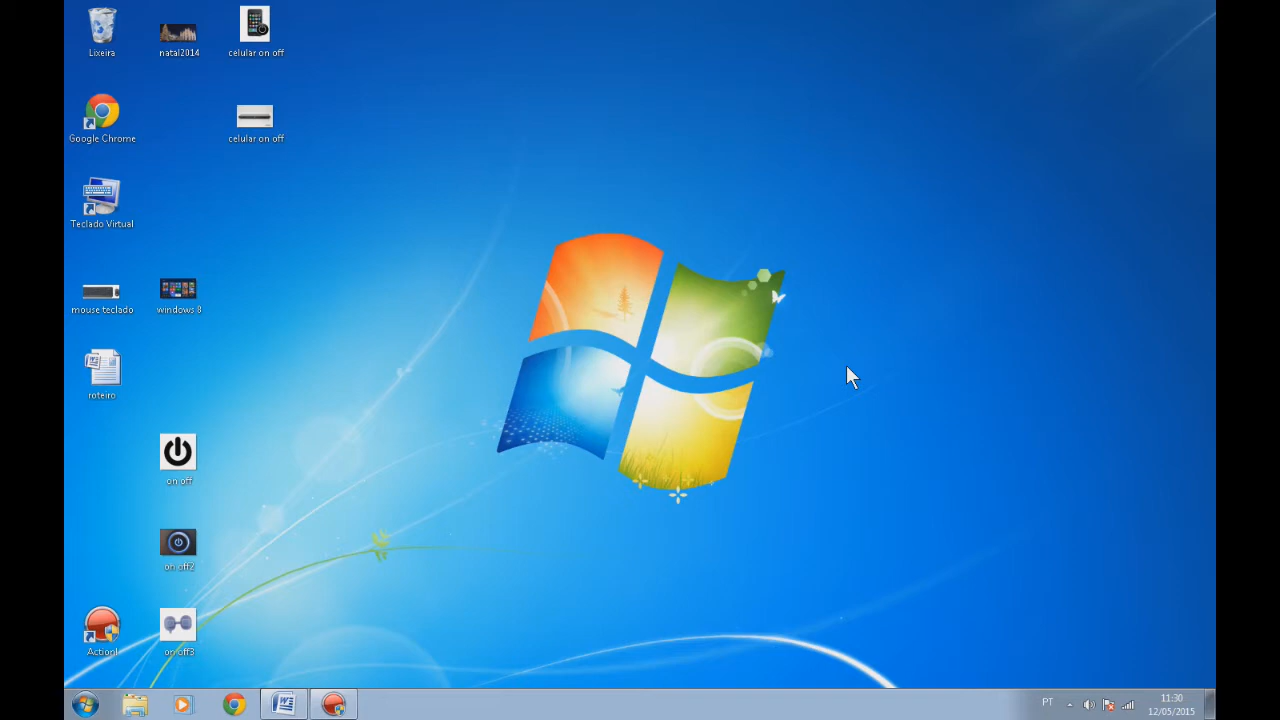 Lixeira
natal2014
celular on off
Google Chrome
celular on off
Teclado Virtual
mouse teclado
windows 8
roteiro
on off
on off2
Action!
on off3
PT
11:30
12/05/2015